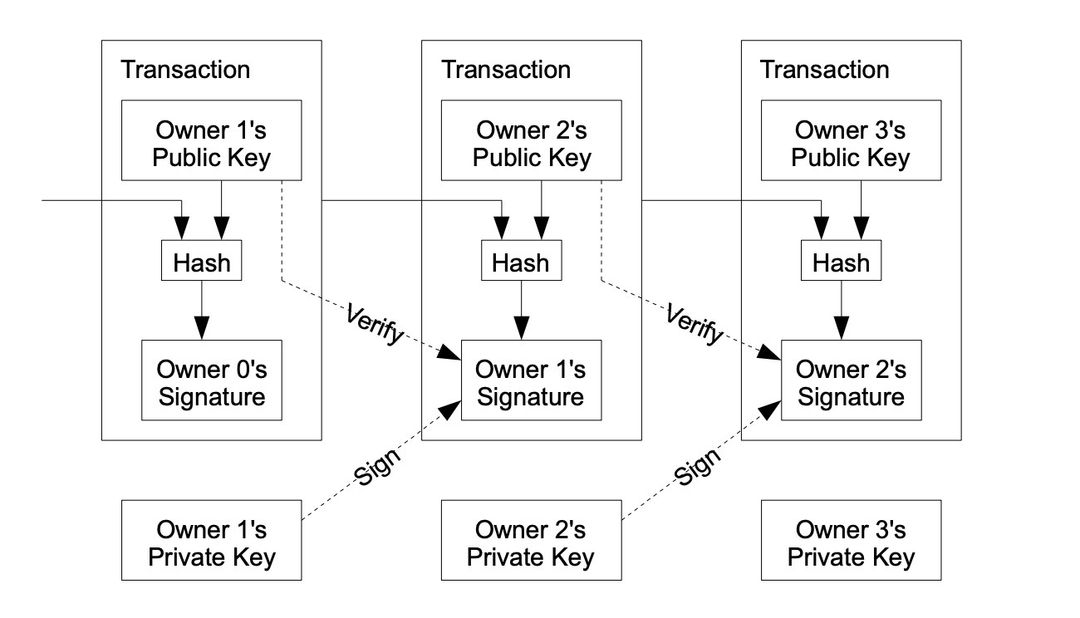 Transaction
Owner 1's
Public Key
Hash
Owner 0's
Signature
Transaction
Owner 2's
Public Key
Hash
Verify
Owner 1's
Signature
Transaction
Owner 3's
Public Key
Hash
Verify
Owner 2's
Signature
Sign
Sign
Owner 1's
Private Key
Owner 2's
Private Key
Owner 3's
Private Key